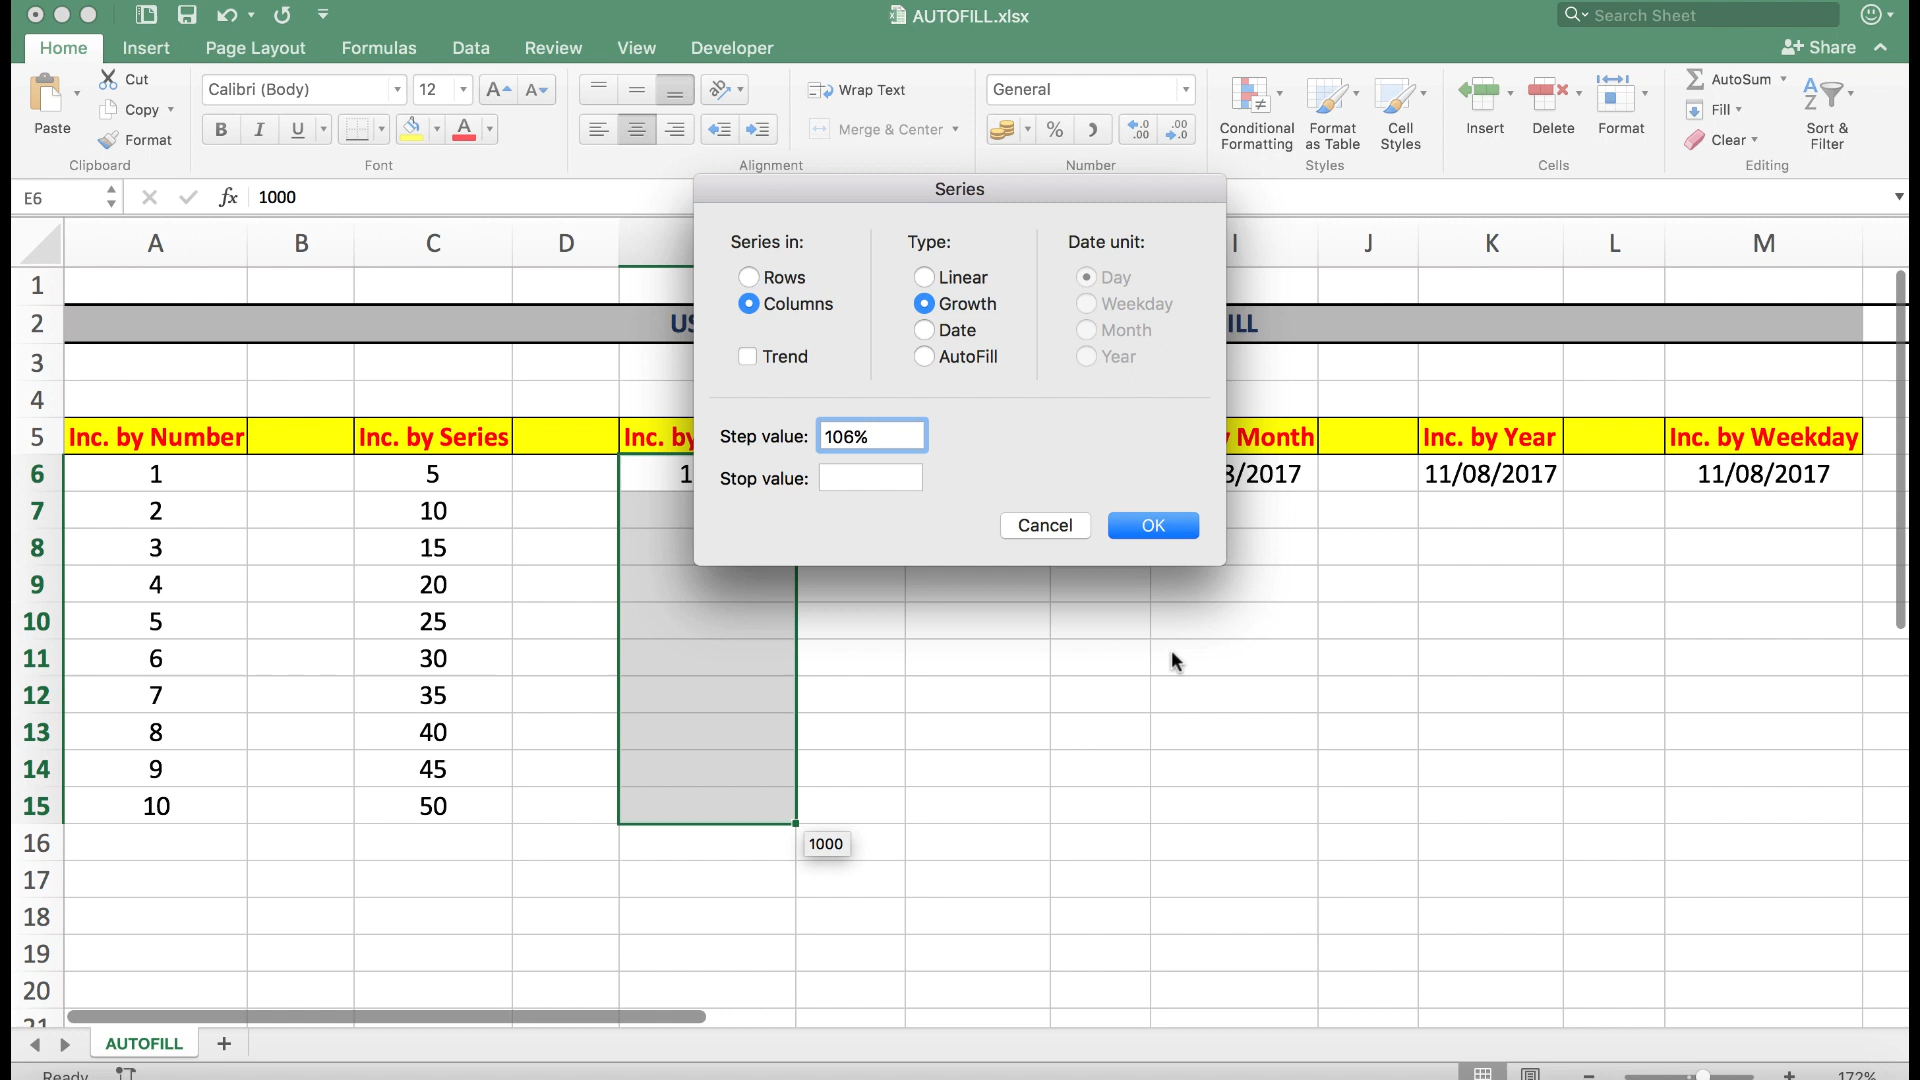 AUTOFILL.xlsx
Search Sheet
Home Insert Page Layout Formulas Data Review View Developer
Share
Paste
Cut
Copy
Format
Clipboard
Calibri (Body) 12
B I U A
Font
Wrap Text
Merge & Center
Alignment
General
Number
Conditional Formatting
Format as Table
Cell Styles
Styles
Insert
Delete
Format
Cells
AutoSum
Fill
Clear
Sort & Filter
Editing
E6 fx 1000
Series
Series in: Type: Date unit:
Rows Linear Day
Columns Growth Weekday
Date Month
Trend AutoFill Year
Step value: 106%
Stop value:
Cancel OK
A B C D I J K L M
1
2 ILL
3
4
5 Inc. by Number Inc. by Series Inc. by Month Inc. by Year Inc. by Weekday
6 1 5 1 /2017 11/08/2017 11/08/2017
7 2 10
8 3 15
9 4 20
10 5 25
11 6 30
12 7 35
13 8 40
14 9 45
15 10 50
16 1000
17
18
19
20
21
AUTOFILL +
Ready 172%